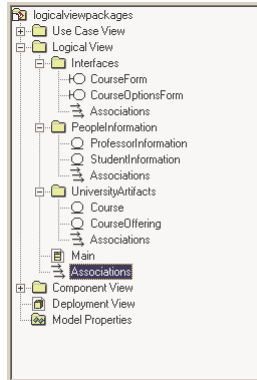 logicalviewpackages
Use Case View
Logical View
Interfaces
CourseForm
CourseOptionsForm
Associations
PeopleInformation
ProfessorInformation
StudentInformation
Associations
UniversityArtifacts
Course
CourseOffering
Associations
Main
Associations
Component View
Deployment View
Model Properties